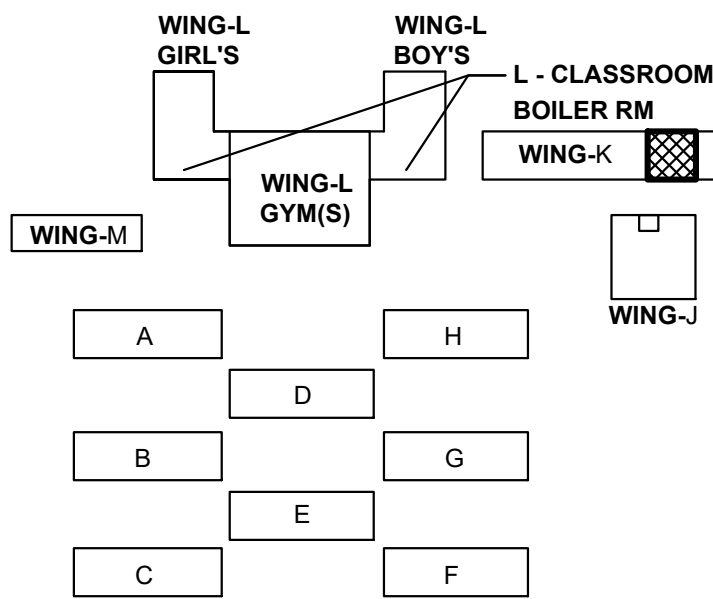 WING-L
GIRL'S
WING-L
BOY'S
L - CLASSROOM
BOILER RM
WING-K
WING-L
GYM(S)
WING-M
WING-J
A
H
D
B
G
E
C
F